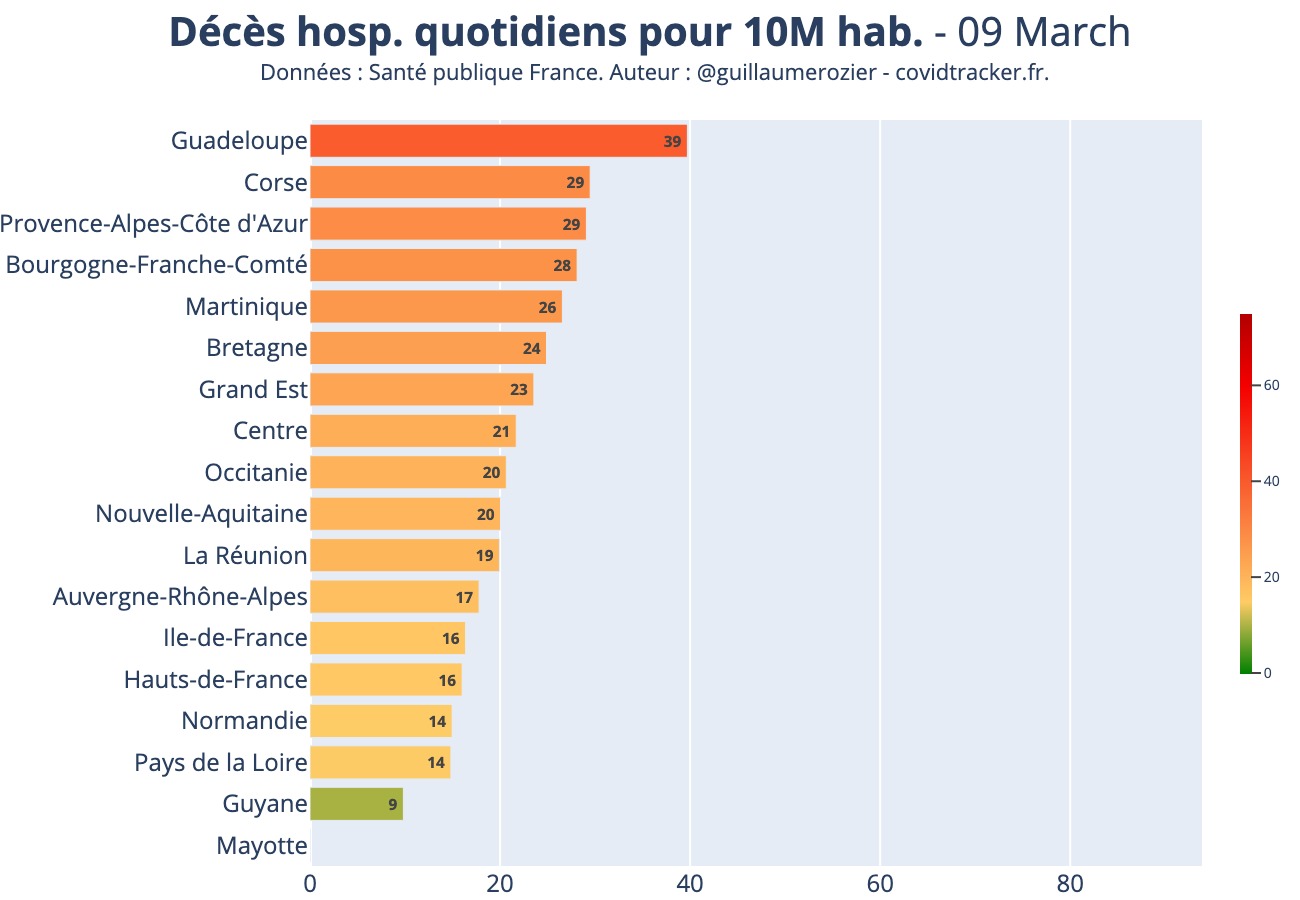 Décès hosp. quotidiens pour 10M hab. - 09 March
Données : Santé publique France. Auteur : @guillaumerozier - covidtracker.fr.
Guadeloupe 39
Corse 29
Provence-Alpes-Côte d'Azur 29
Bourgogne-Franche-Comté 28
Martinique 26
Bretagne 24
Grand Est 23
Centre 21
Occitanie 20
Nouvelle-Aquitaine 20
La Réunion 19
Auvergne-Rhône-Alpes 17
Ile-de-France 16
Hauts-de-France 16
Normandie 14
Pays de la Loire 14
Guyane 9
Mayotte
0 20 40 60 80
60
40
20
0